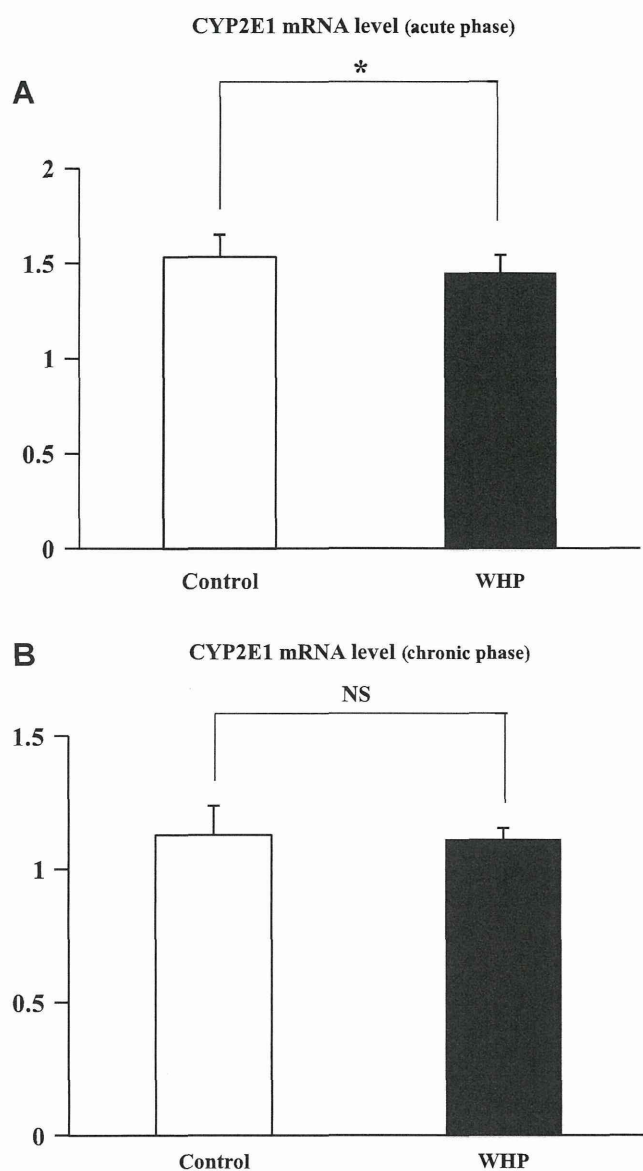 CYP2E1 mRNA level (acute phase)
A
*
2
1.5
1
0.5
0
Control
WHP
B
CYP2E1 mRNA level (chronic phase)
NS
1.5
1
0.5
0
Control
WHP